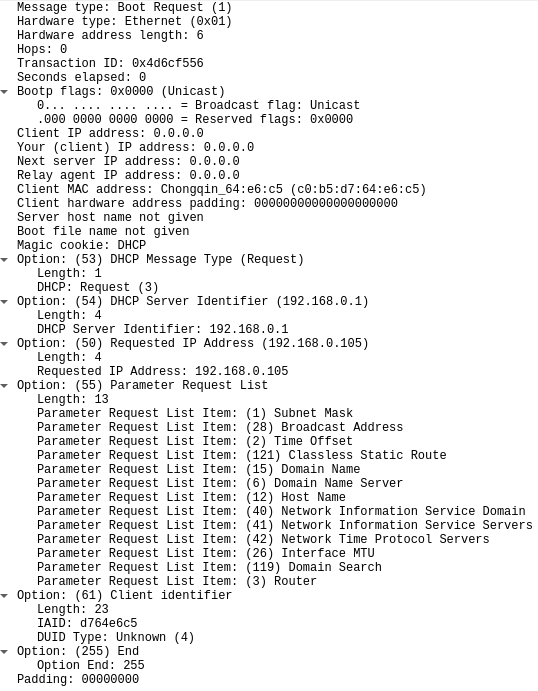 Message type: Boot Request (1)
Hardware type: Ethernet (0x01)
Hardware address length: 6
Hops: 0
Transaction ID: 0x4d6cf556
Seconds elapsed: 0
Bootp flags: 0x0000 (Unicast)
0... .... .... .... = Broadcast flag: Unicast
.000 0000 0000 0000 = Reserved flags: 0x0000
Client IP address: 0.0.0.0
Your (client) IP address: 0.0.0.0
Next server IP address: 0.0.0.0
Relay agent IP address: 0.0.0.0
Client MAC address: Chongqin_64:e6:c5 (c0:b5:d7:64:e6:c5)
Client hardware address padding: 00000000000000000000
Server host name not given
Boot file name not given
Magic cookie: DHCP
Option: (53) DHCP Message Type (Request)
Length: 1
DHCP: Request (3)
Option: (54) DHCP Server Identifier (192.168.0.1)
Length: 4
DHCP Server Identifier: 192.168.0.1
Option: (50) Requested IP Address (192.168.0.105)
Length: 4
Requested IP Address: 192.168.0.105
Option: (55) Parameter Request List
Length: 13
Parameter Request List Item: (1) Subnet Mask
Parameter Request List Item: (28) Broadcast Address
Parameter Request List Item: (2) Time Offset
Parameter Request List Item: (121) Classless Static Route
Parameter Request List Item: (15) Domain Name
Parameter Request List Item: (6) Domain Name Server
Parameter Request List Item: (12) Host Name
Parameter Request List Item: (40) Network Information Service Domain
Parameter Request List Item: (41) Network Information Service Servers
Parameter Request List Item: (42) Network Time Protocol Servers
Parameter Request List Item: (26) Interface MTU
Parameter Request List Item: (119) Domain Search
Parameter Request List Item: (3) Router
Option: (61) Client identifier
Length: 23
IAID: d764e6c5
DUID Type: Unknown (4)
Option: (255) End
Option End: 255
Padding: 00000000